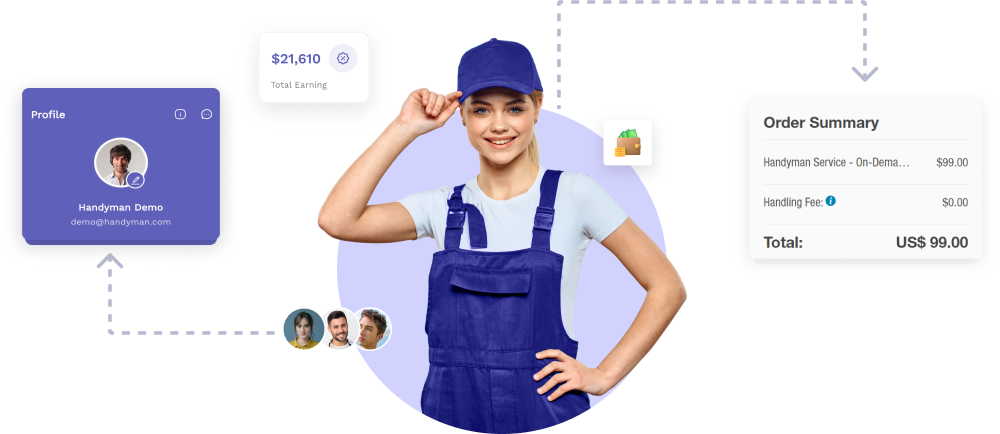 $21,610
Total Earning
Profile
Handyman Demo
demo@handyman.com
Order Summary
Handyman Service - On-Dema... $99.00
Handling Fee: $0.00
Total: US$ 99.00